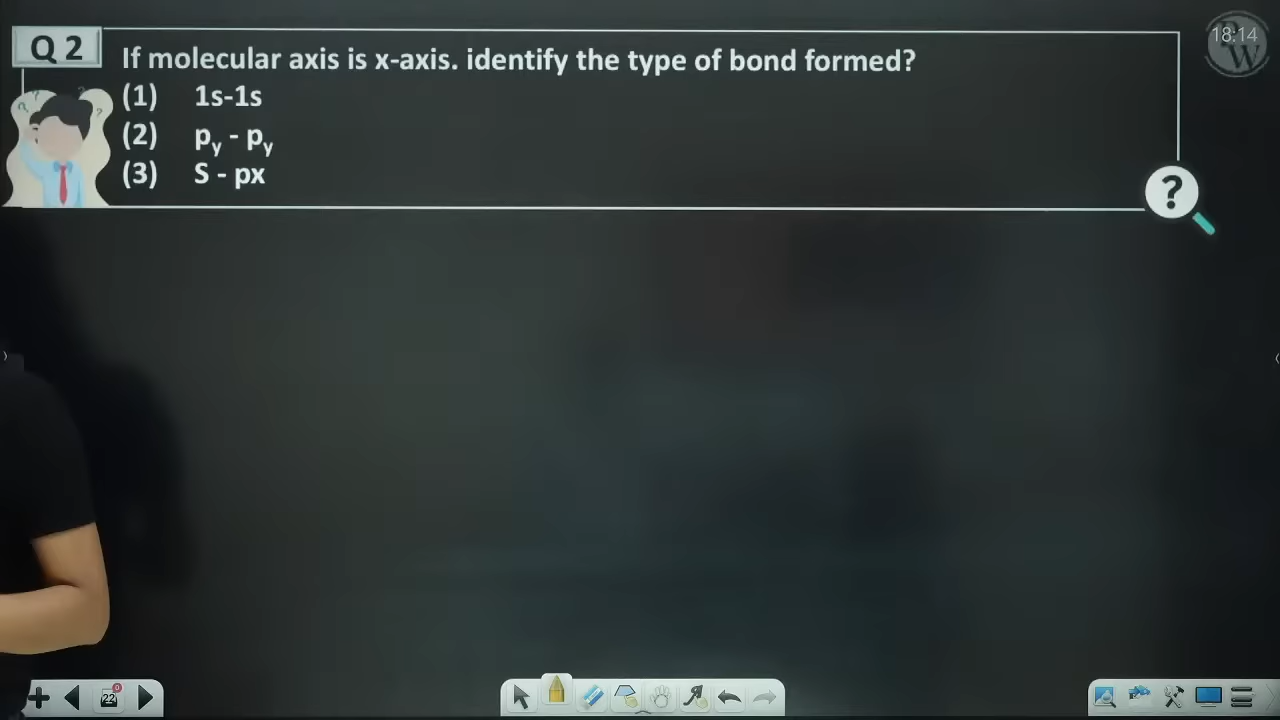 Q 2
If molecular axis is x-axis. identify the type of bond formed?
(1) 1s-1s
(2) py - py
(3) S - px
?
18:14
W
22